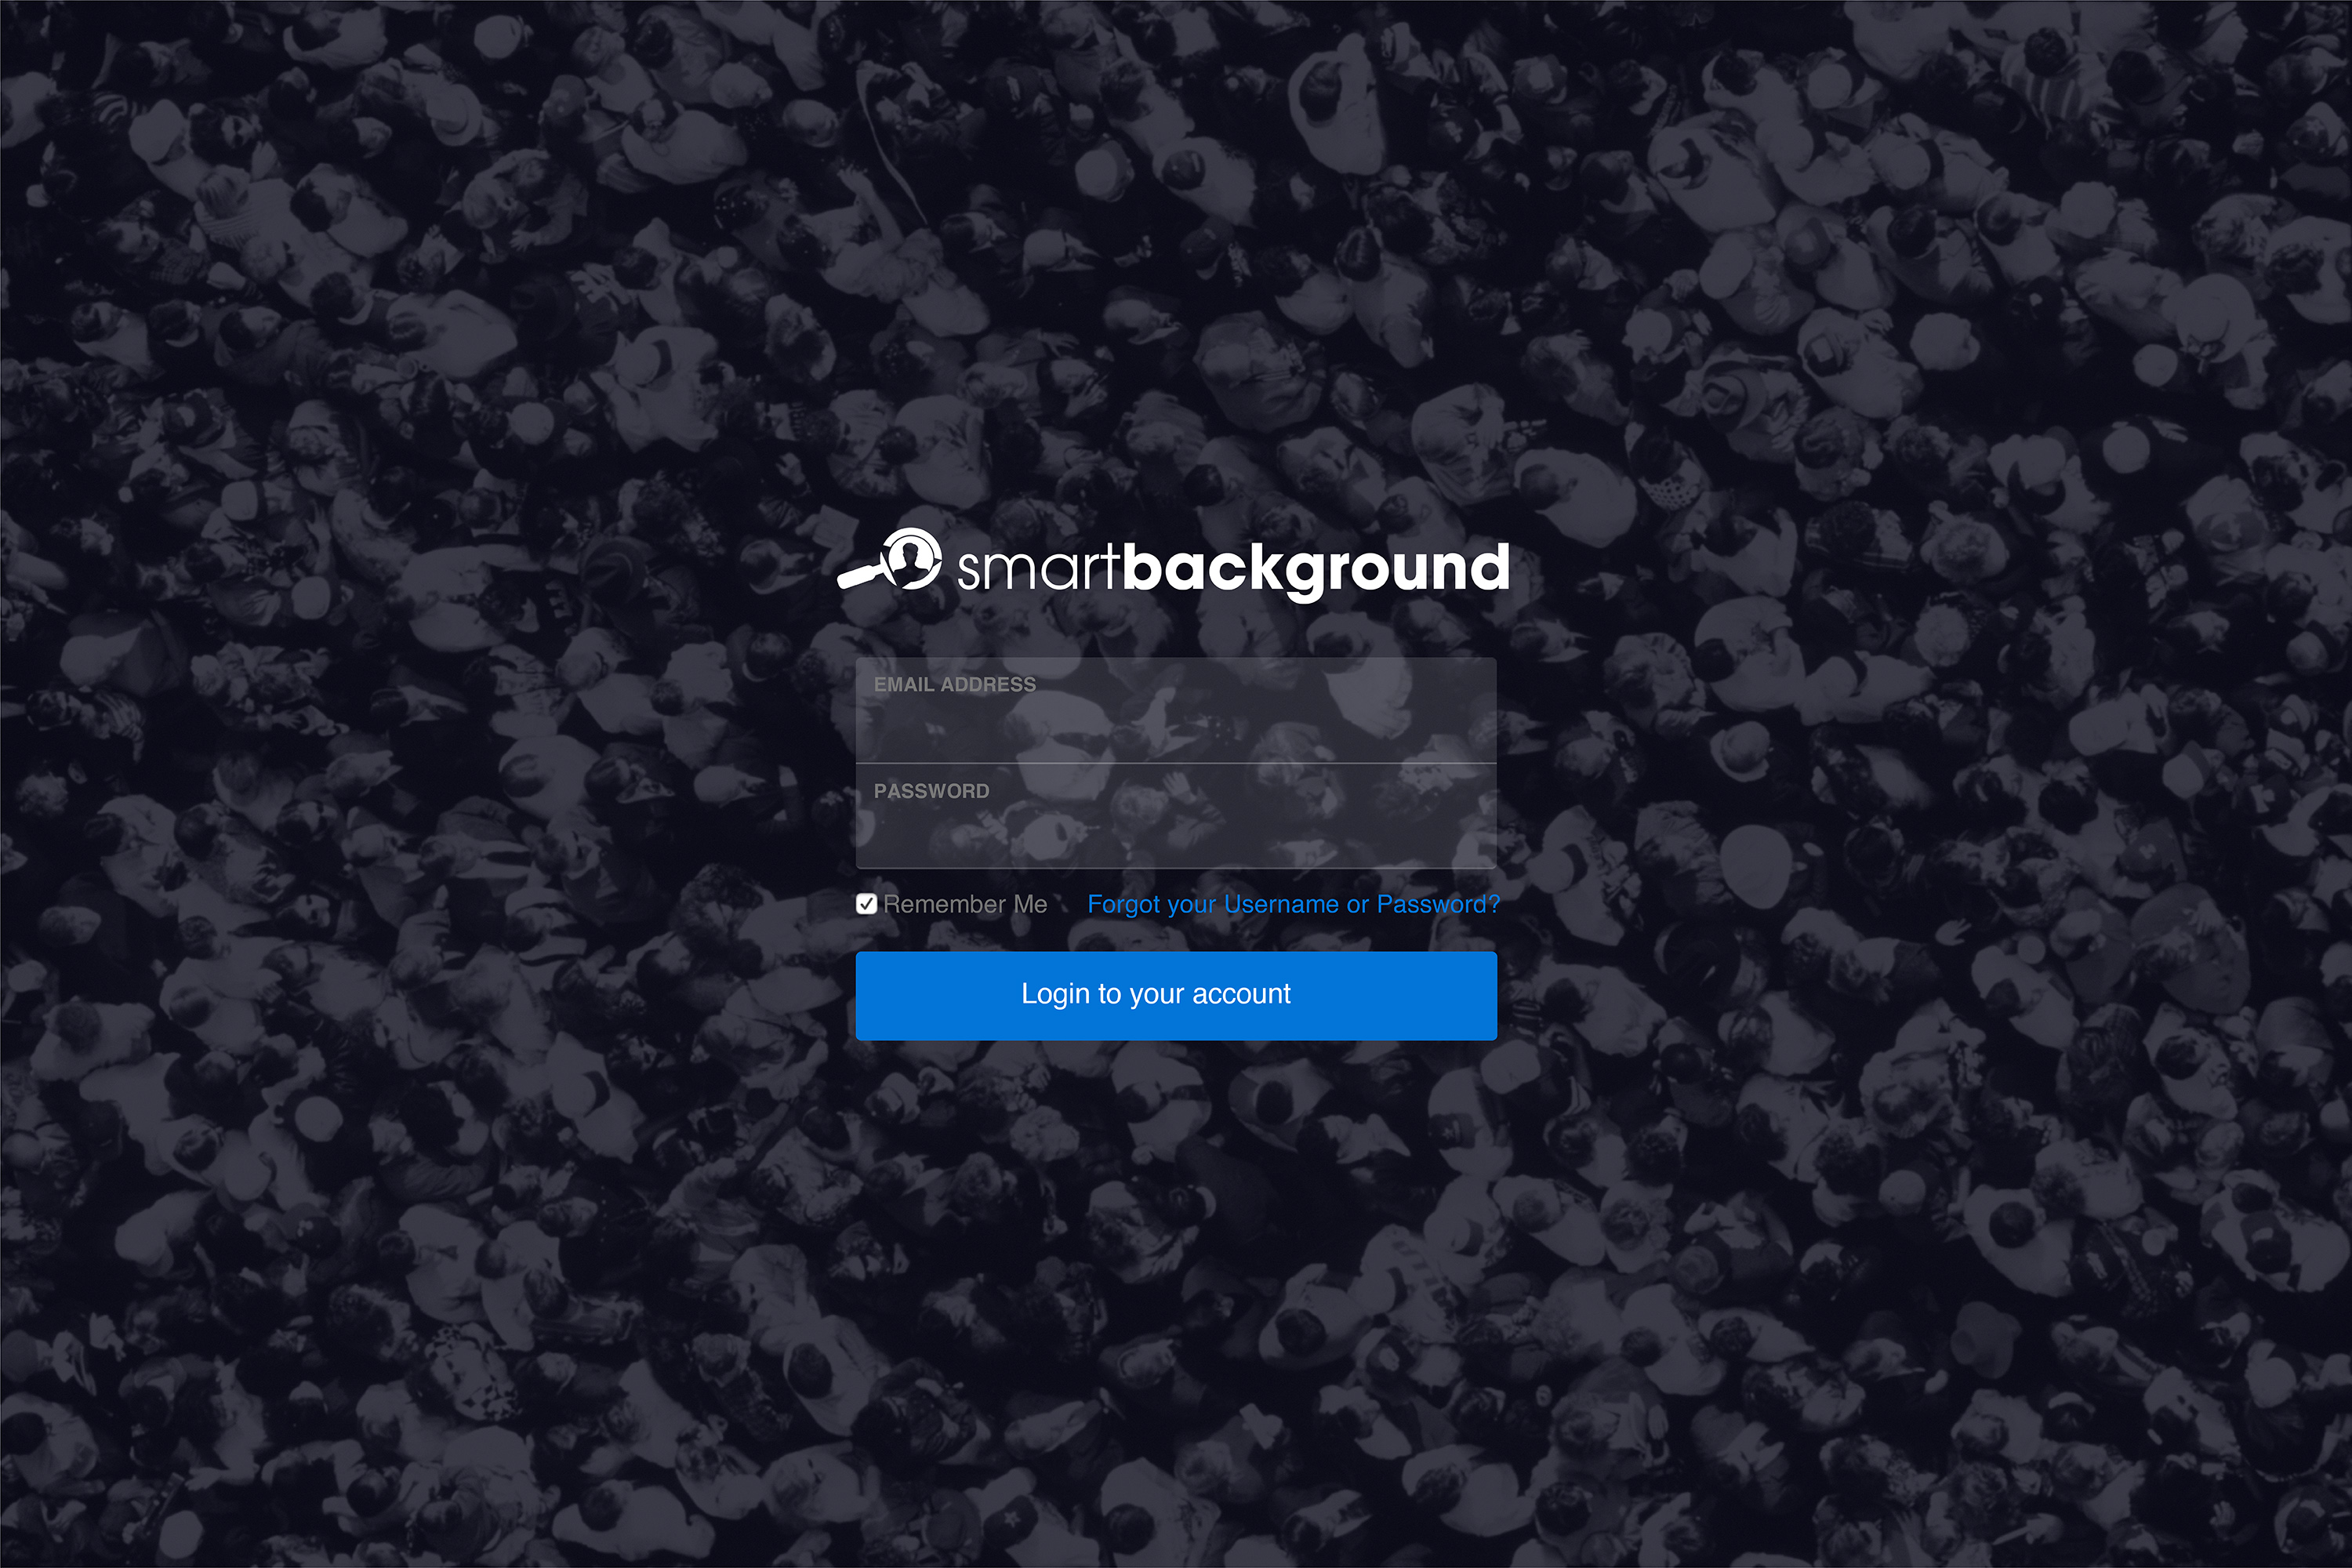 smartbackground
EMAIL ADDRESS
PASSWORD
Remember Me Forgot your Username or Password?
Login to your account